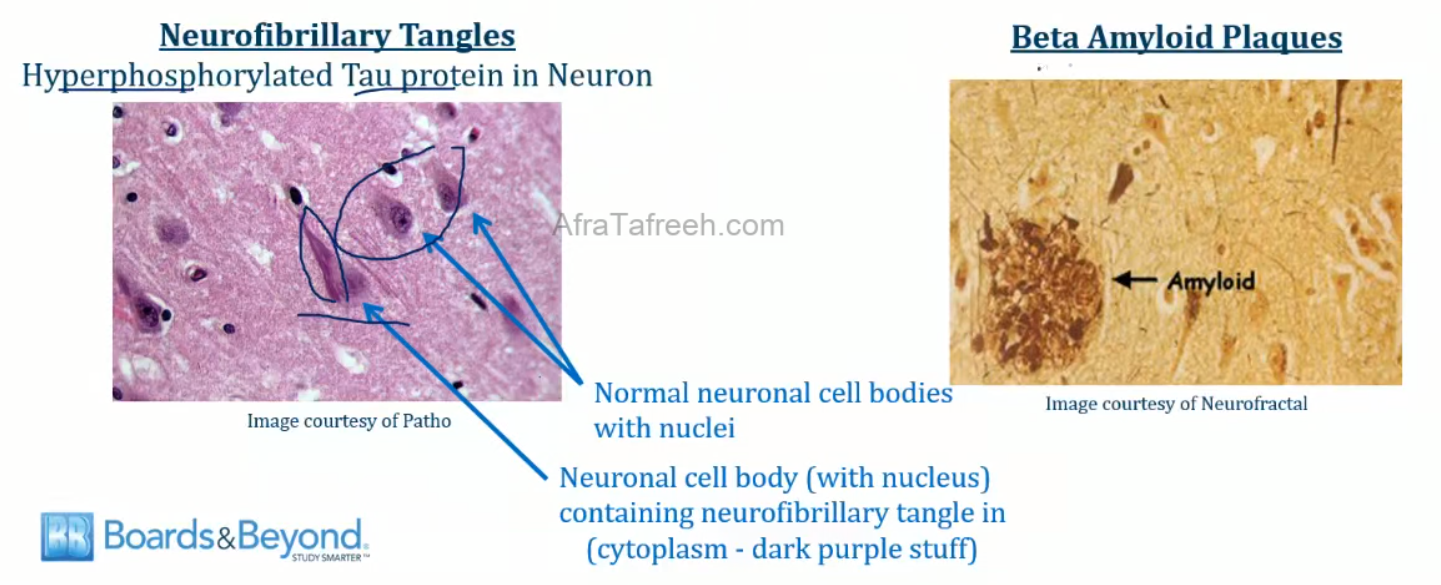 Neurofibrillary Tangles
Hyperphosphorylated Tau protein in Neuron
Image courtesy of Patho
Beta Amyloid Plaques
Amyloid
Image courtesy of Neurofractal
AfraTafreeh.com
Normal neuronal cell bodies
with nuclei
Neuronal cell body (with nucleus)
containing neurofibrillary tangle in
(cytoplasm - dark purple stuff)
BB Boards&Beyond.
STUDY SMARTER™